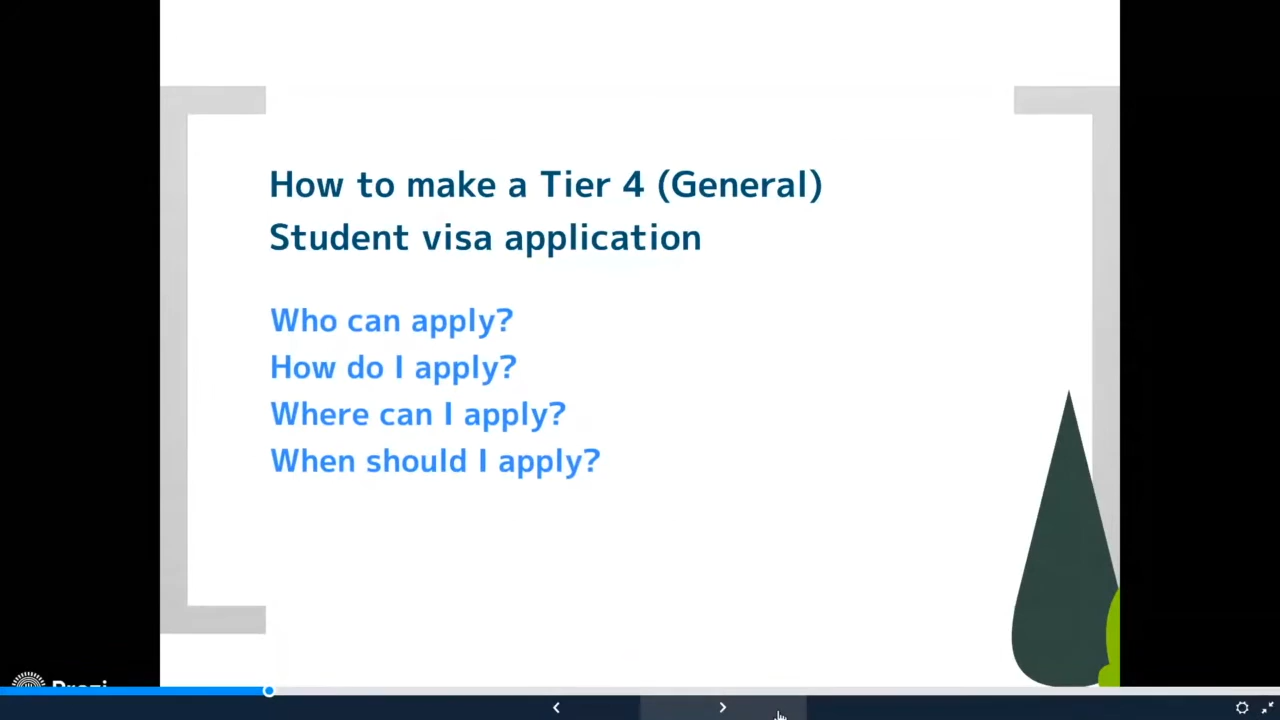 How to make a Tier 4 (General)
Student visa application
Who can apply?
How do I apply?
Where can I apply?
When should I apply?
Prezi